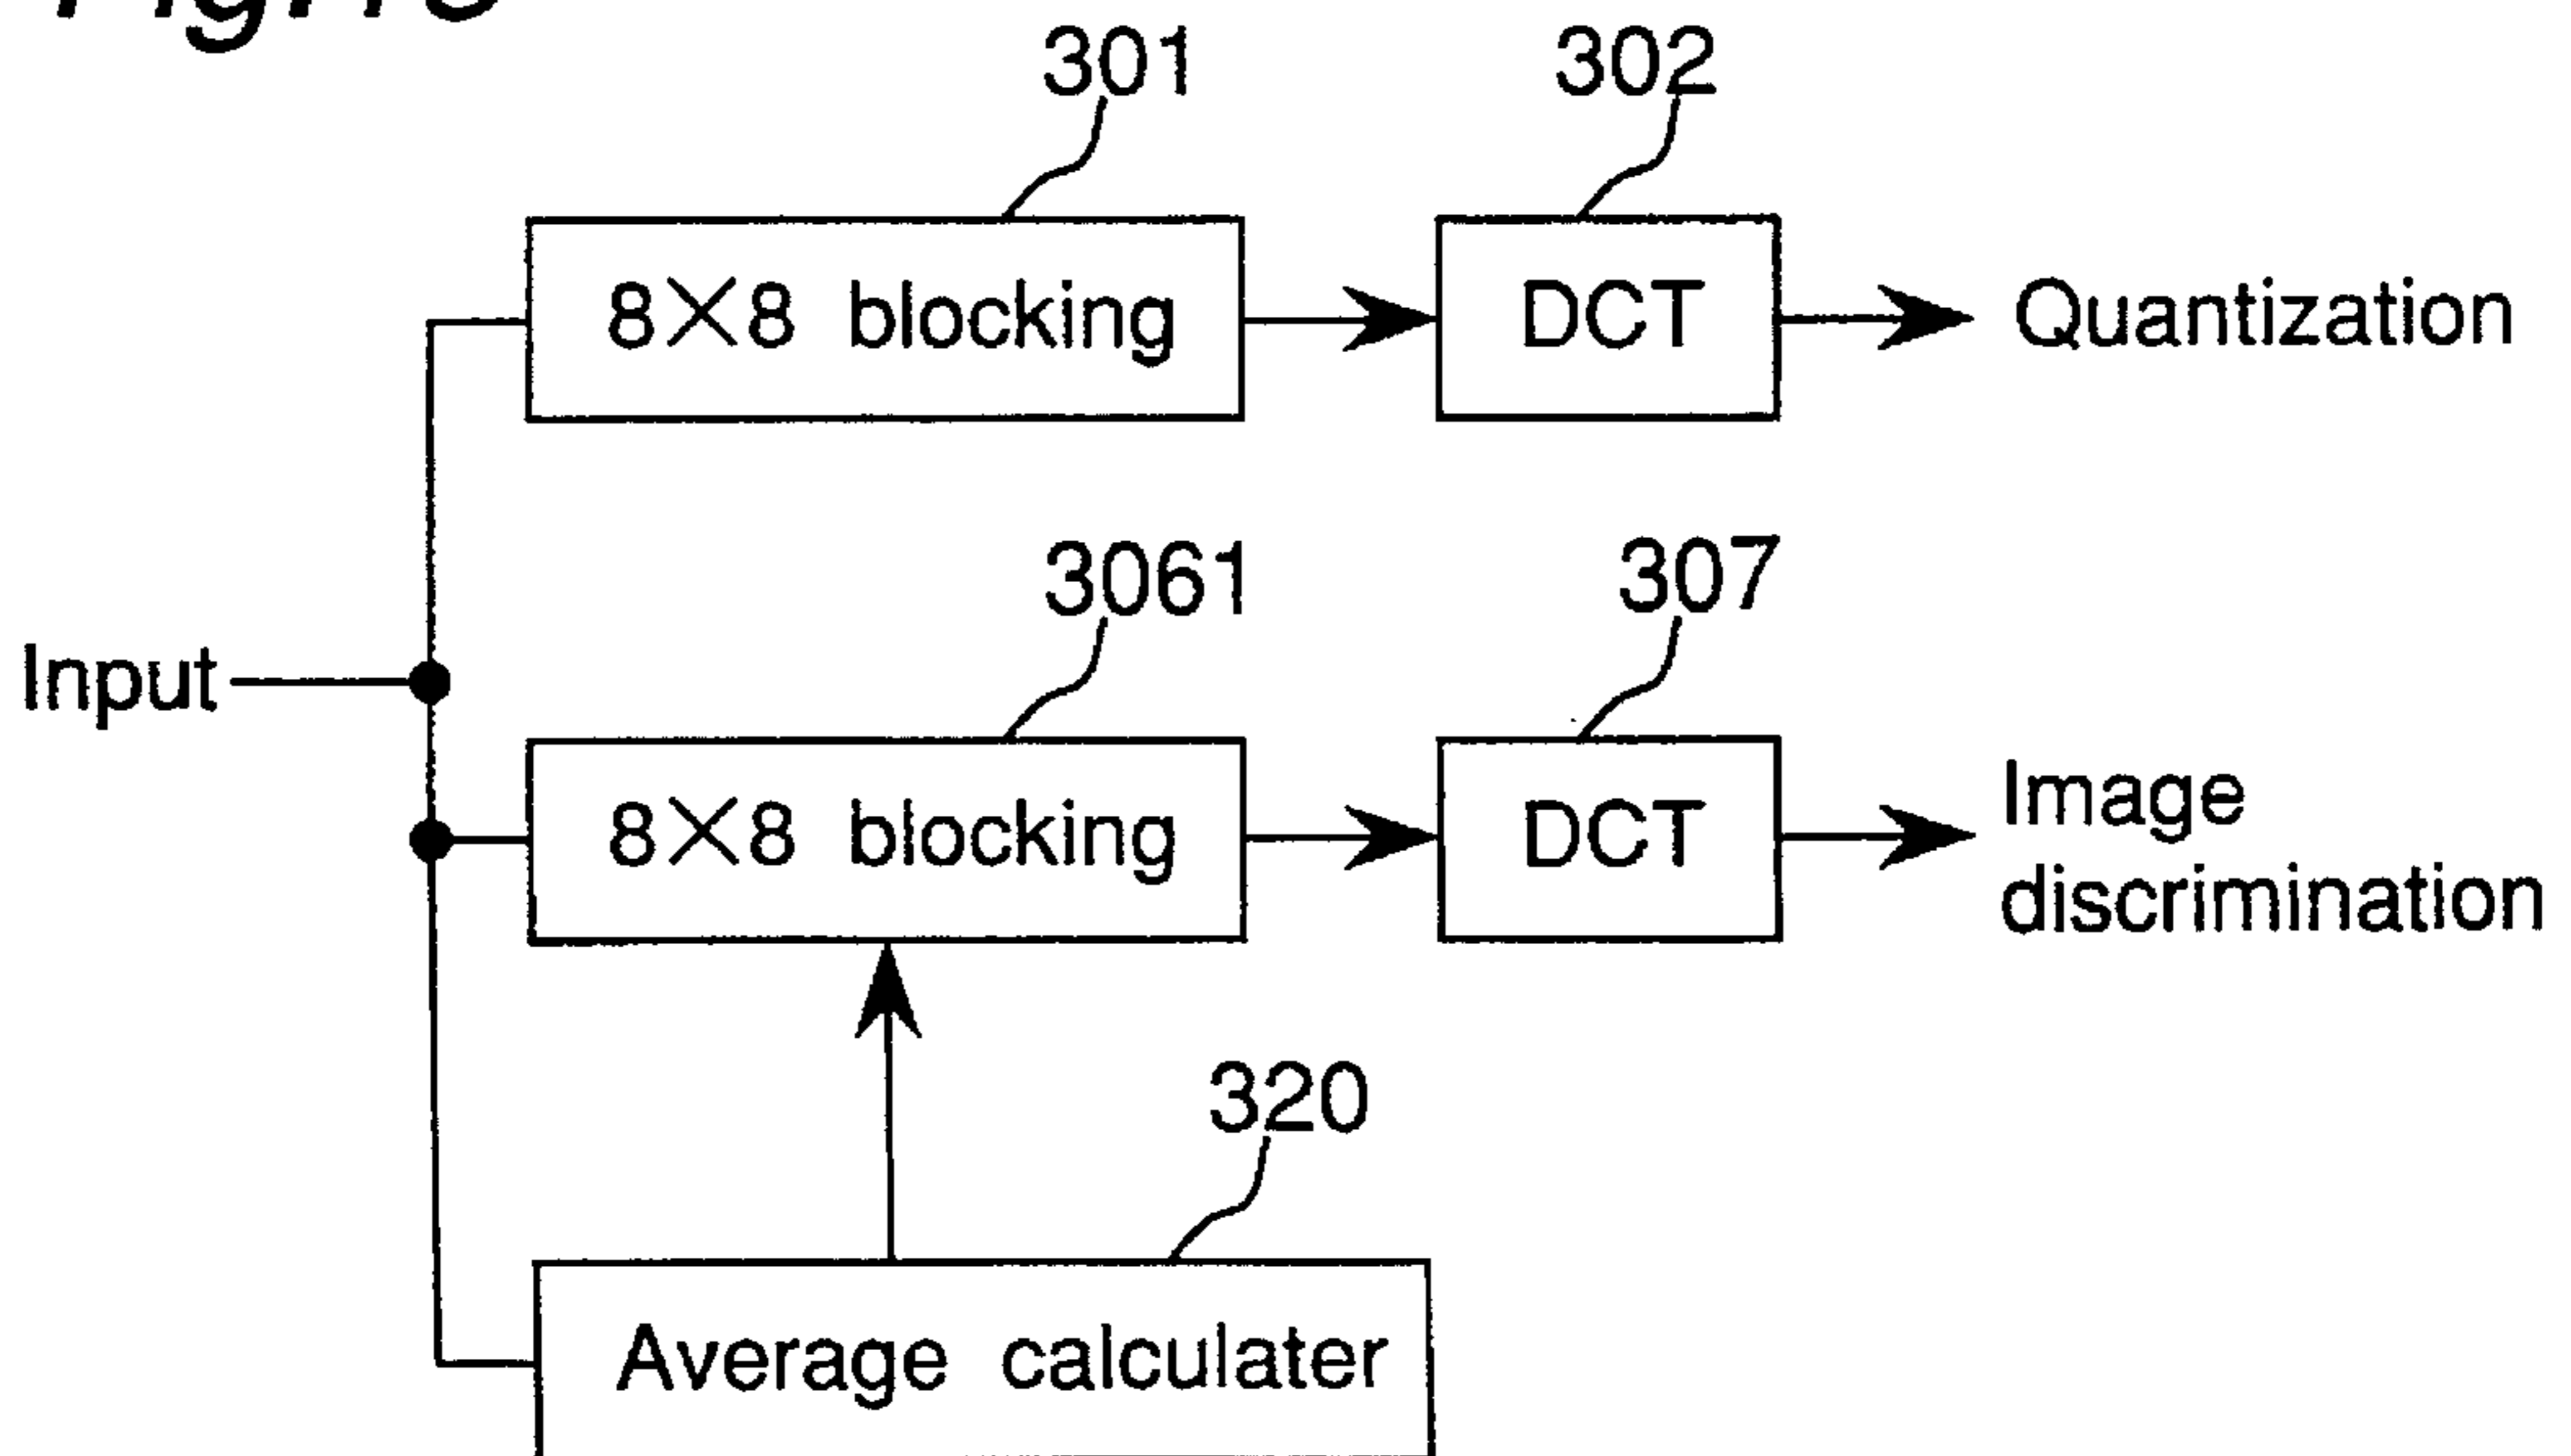 301
302
8×8 blocking
DCT
Quantization
3061
307
Input
8×8 blocking
DCT
Image
discrimination
320
Average calculater